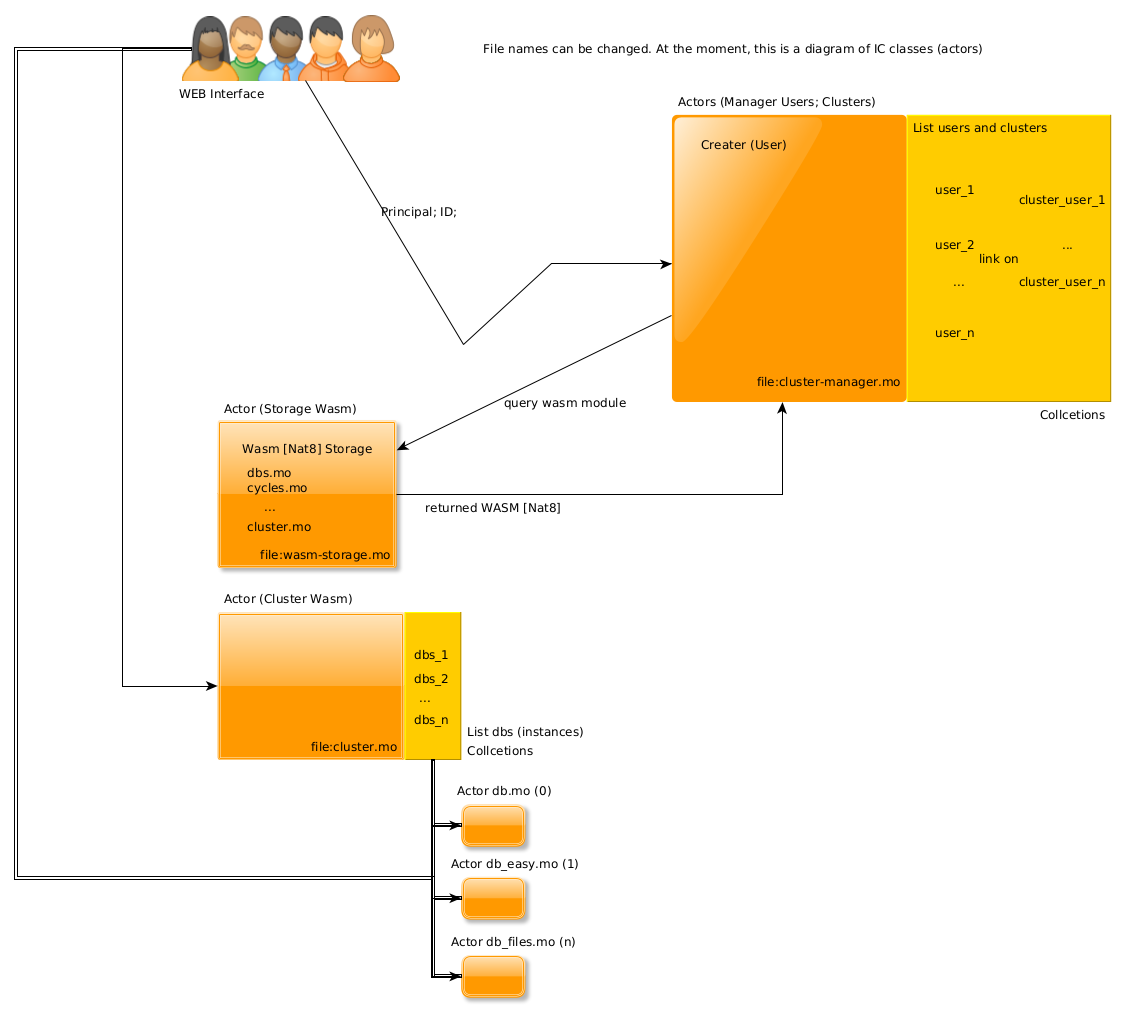 File names can be changed. At the moment, this is a diagram of IC classes (actors)
WEB Interface
Actors (Manager Users; Clusters)
Creater (User)
List users and clusters
user_1
cluster_user_1
user_2
...
link on
...
cluster_user_n
user_n
file:cluster-manager.mo
Collcetions
Principal; ID;
query wasm module
Actor (Storage Wasm)
Wasm [Nat8] Storage
dbs.mo
cycles.mo
...
cluster.mo
file:wasm-storage.mo
returned WASM [Nat8]
Actor (Cluster Wasm)
dbs_1
dbs_2
...
dbs_n
file:cluster.mo
List dbs (instances)
Collcetions
Actor db.mo (0)
Actor db_easy.mo (1)
Actor db_files.mo (n)